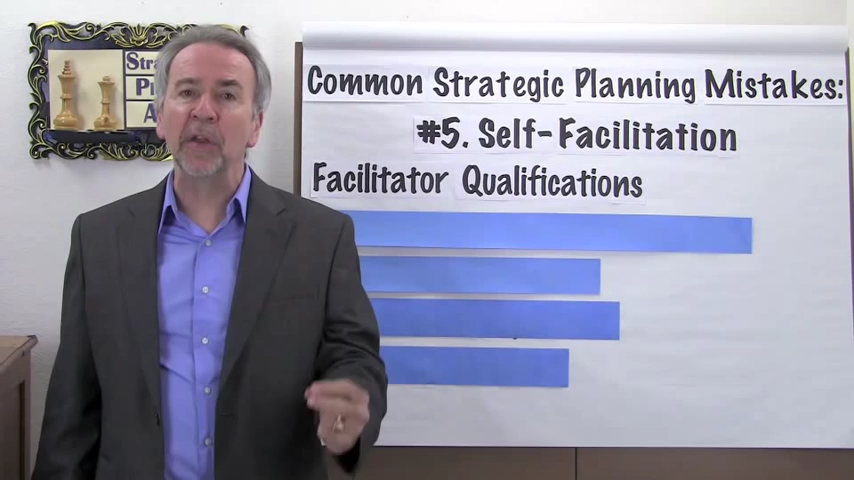 Common Strategic Planning Mistakes:
#5. Self-Facilitation
Facilitator Qualifications